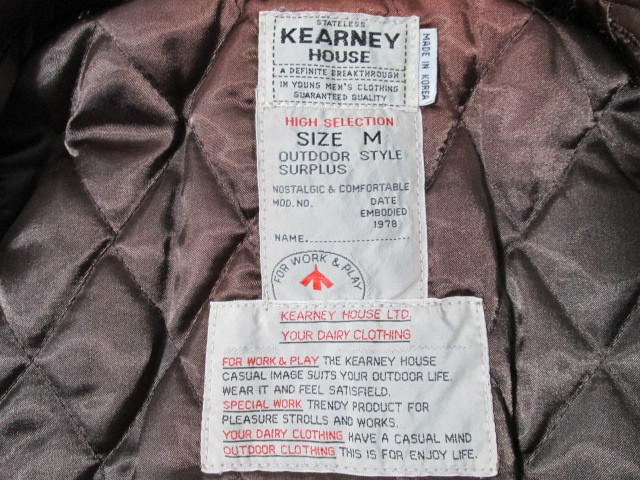 STATELESS
KEARNEY
HOUSE
A DEFINITE BREAKTHROUGH
IN YOUNG MEN'S CLOTHING
GUARANTEED QUALITY
MADE IN KOREA
HIGH SELECTION
SIZE M
OUTDOOR STYLE
SURPLUS
NOSTALGIC & COMFORTABLE
MOD. NO. DATE
EMBODIED
1978
NAME
FOR WORK & PLAY
KEARNEY HOUSE LTD.
YOUR DAIRY CLOTHING
FOR WORK & PLAY THE KEARNEY HOUSE
CASUAL IMAGE SUITS YOUR OUTDOOR LIFE.
WEAR IT AND FEEL SATISFIELD.
SPECIAL WORK TRENDY PRODUCT FOR
PLEASURE STROLLS AND WORKS.
YOUR DAIRY CLOTHING HAVE A CASUAL MIND
OUTDOOR CLOTHING THIS IS FOR ENJOY LIFE.